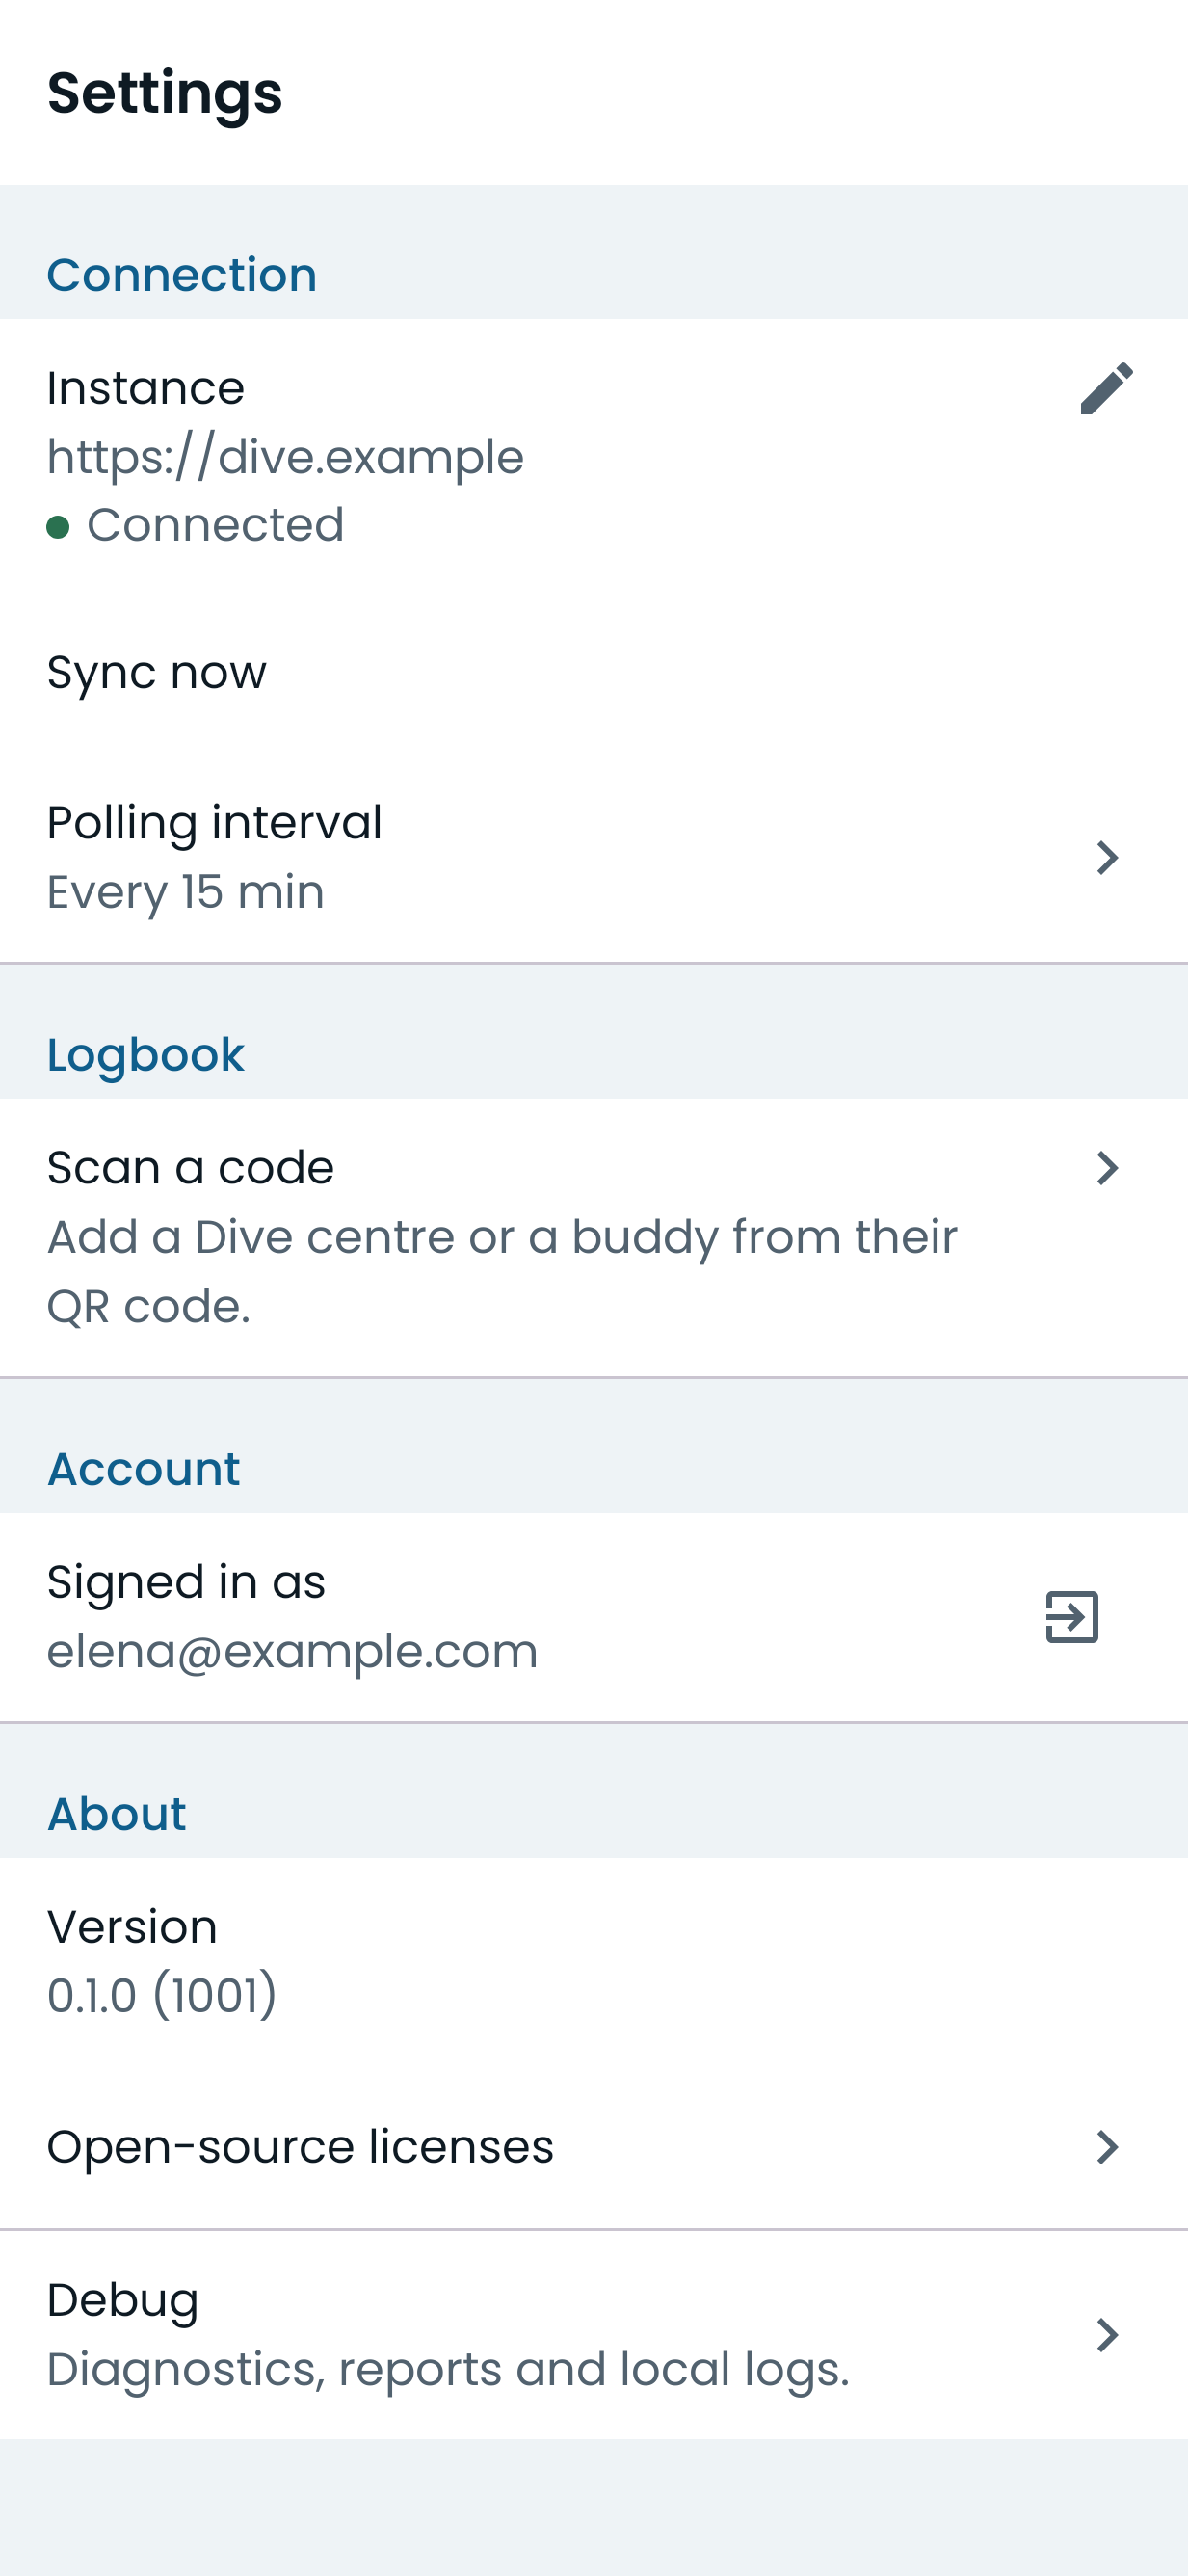 Settings
Connection
Instance
https://dive.example
Connected
Sync now
Polling interval
Every 15 min
Logbook
Scan a code
Add a Dive centre or a buddy from their
QR code.
Account
Signed in as
elena@example.com
About
Version
0.1.0 (1001)
Open-source licenses
Debug
Diagnostics, reports and local logs.